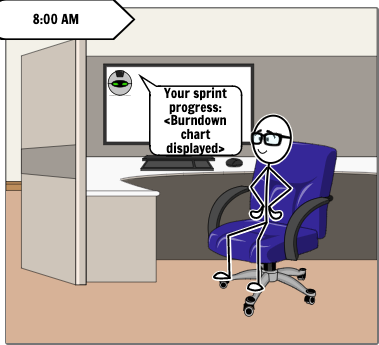 8:00 AM
Your sprint
progress:
<Burndown
chart
displayed>